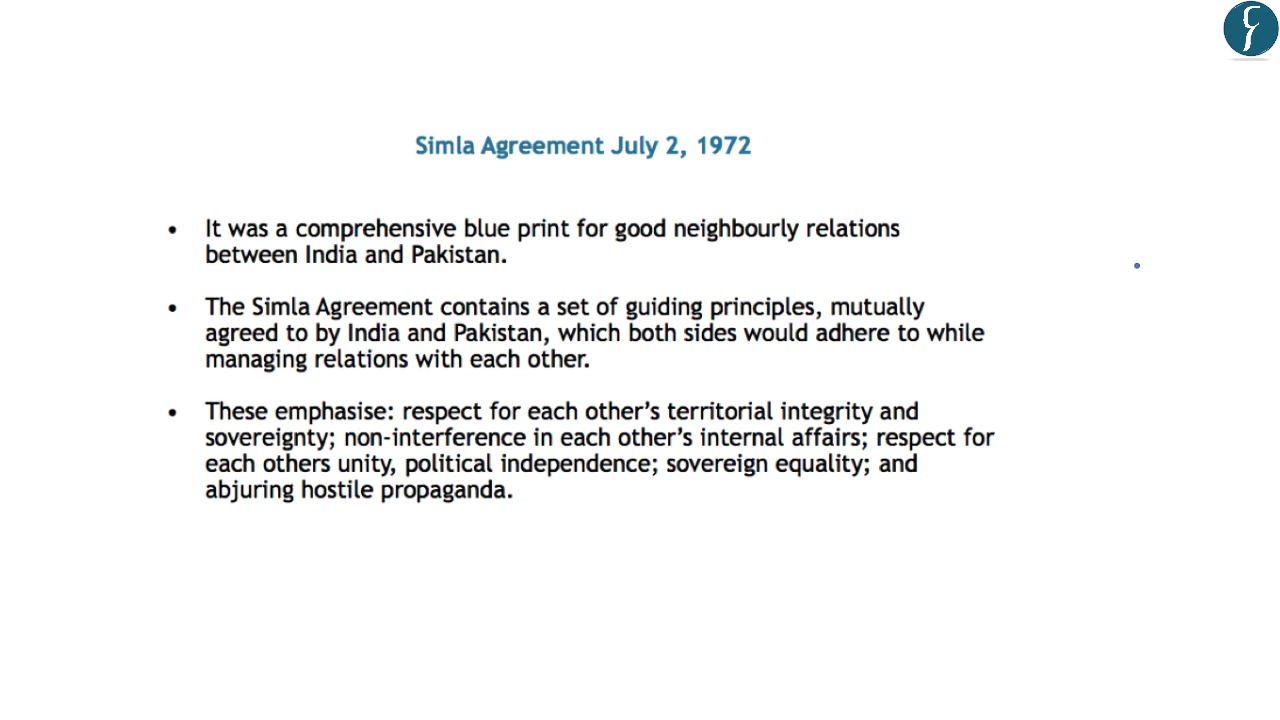 Simla Agreement July 2, 1972
• It was a comprehensive blue print for good neighbourly relations
between India and Pakistan.
• The Simla Agreement contains a set of guiding principles, mutually
agreed to by India and Pakistan, which both sides would adhere to while
managing relations with each other.
• These emphasise: respect for each other’s territorial integrity and
sovereignty; non-interference in each other’s internal affairs; respect for
each others unity, political independence; sovereign equality; and
abjuring hostile propaganda.